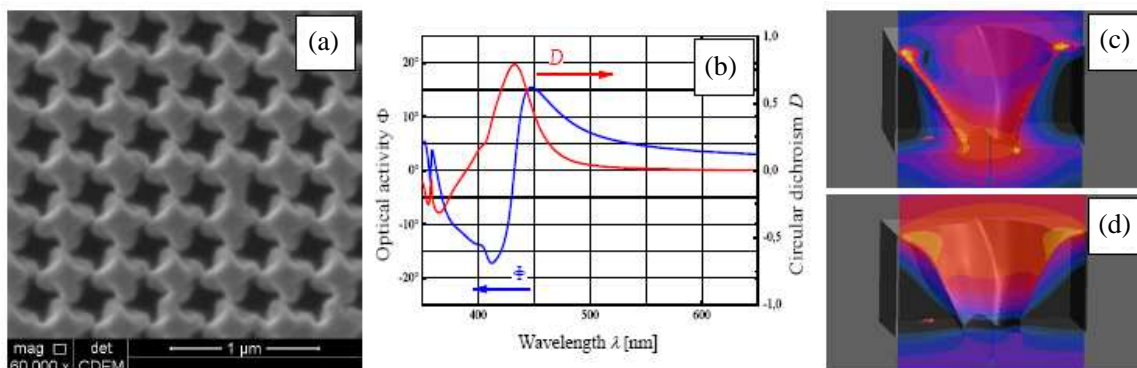 (a)
mag det 1 µm
60 000 x CDEM
(b)
Optical activity Φ
20°
10°
0°
-10°
-20°
D
Φ
1,0
0,5
0,0
-0,5
-1,0
Circular dichroism D
400 500 600
Wavelength λ [nm]
(c)
(d)